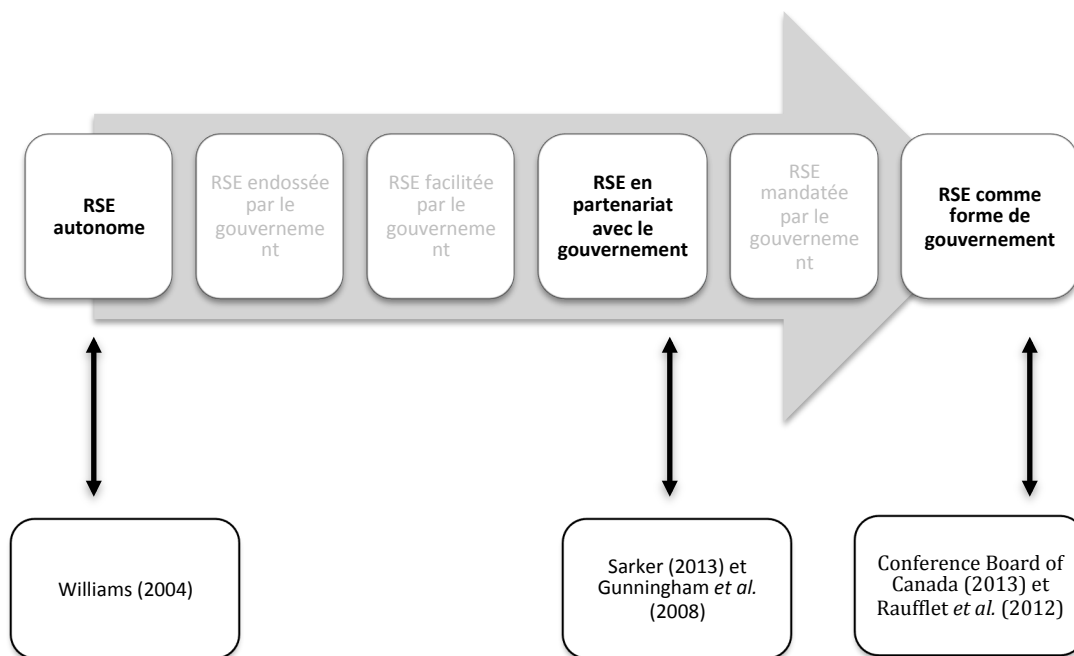 RSE
autonome
RSE endossée
par le
gouverneme
nt
RSE facilitée
par le
gouverneme
nt
RSE en
partenariat
avec le
gouvernement
RSE
mandatée
par le
gouverneme
nt
RSE comme
forme de
gouvernement
Williams (2004)
Sarker (2013) et
Gunningham et al.
(2008)
Conference Board of
Canada (2013) et
Raufflet et al. (2012)